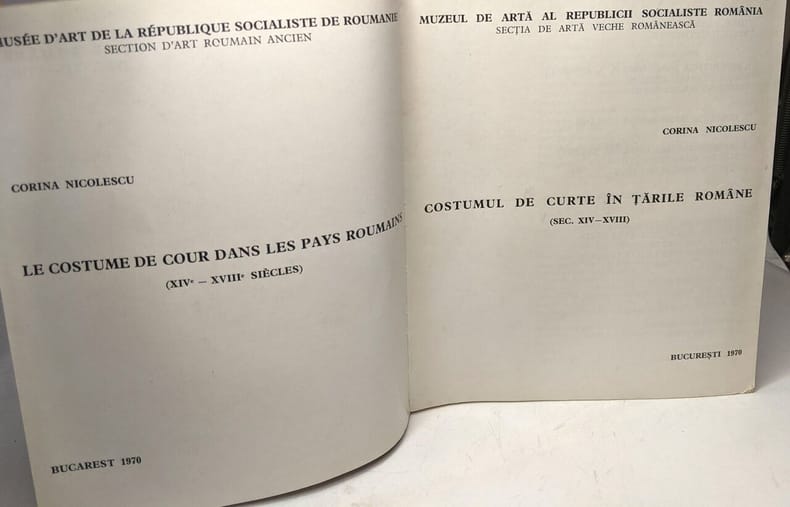 USÉE D'ART DE LA RÉPUBLIQUE SOCIALISTE DE ROUMANIE
SECTION D'ART ROUMAIN ANCIEN
CORINA NICOLESCU
LE COSTUME DE COUR DANS LES PAYS ROUMAINS
(XIVe — XVIIIe SIÈCLES)
BUCAREST 1970
MUZEUL DE ARTĂ AL REPUBLICII SOCIALISTE ROMÂNIA
SECȚIA DE ARTĂ VECHE ROMÂNEASCĂ
CORINA NICOLESCU
COSTUMUL DE CURTE ÎN ȚĂRILE ROMÂNE
(SEC. XIV—XVIII)
BUCUREȘTI 1970